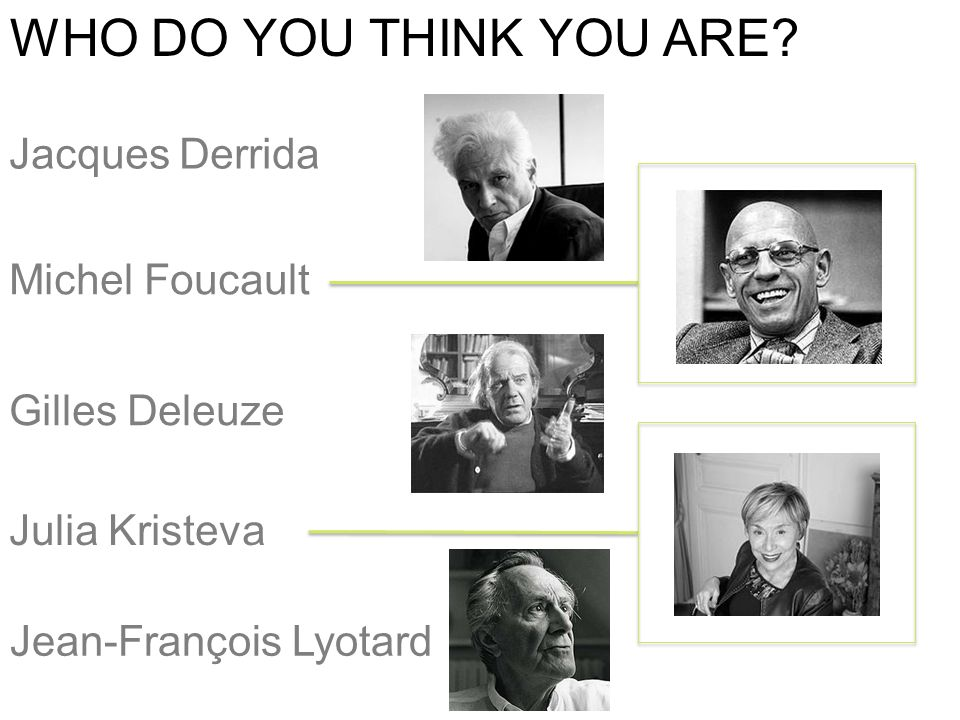 WHO DO YOU THINK YOU ARE?
Jacques Derrida
Michel Foucault
Gilles Deleuze
Julia Kristeva
Jean-François Lyotard